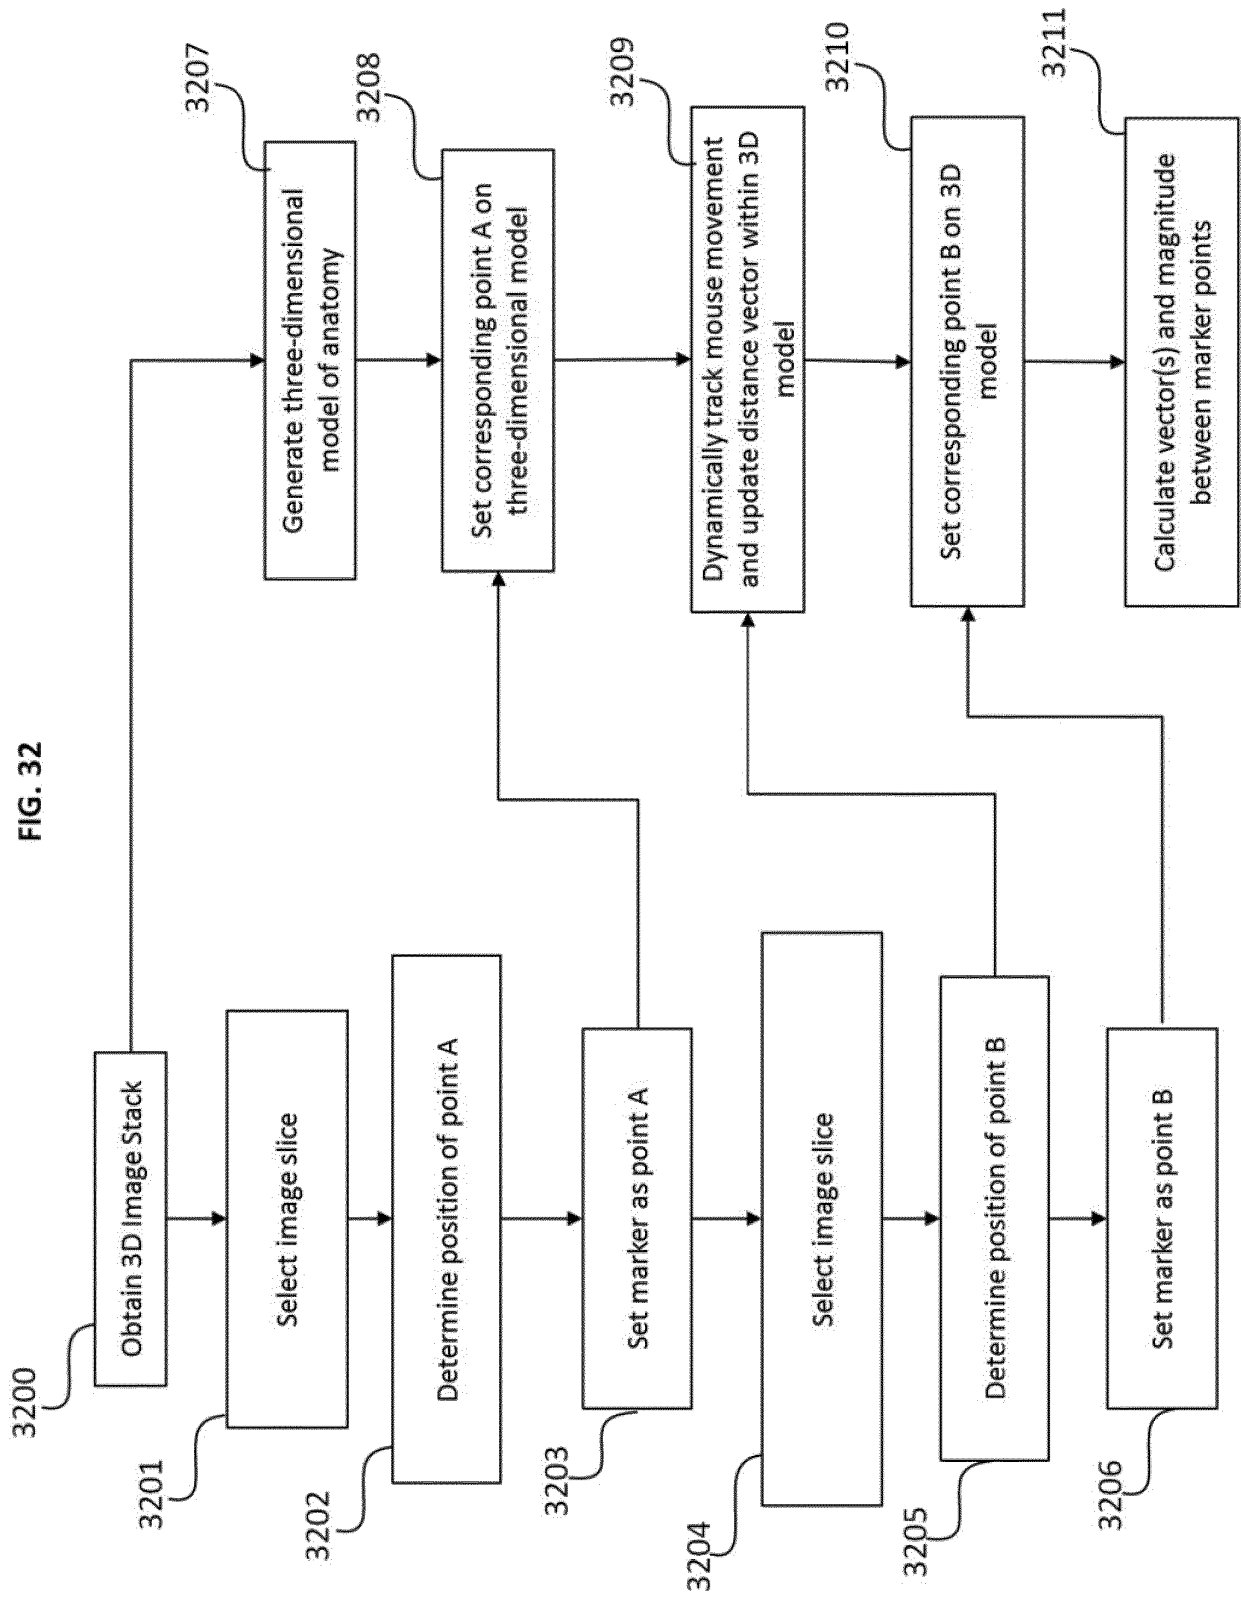 FIG. 32
3200
Obtain 3D Image Stack
3201
Select image slice
3202
Determine position of point A
3203
Set marker as point A
3204
Select image slice
3205
Determine position of point B
3206
Set marker as point B
3207
Generate three-dimensional
model of anatomy
3208
Set corresponding point A on
three-dimensional model
3209
Dynamically track mouse movement
and update distance vector within 3D
model
3210
Set corresponding point B on 3D
model
3211
Calculate vector(s) and magnitude
between marker points